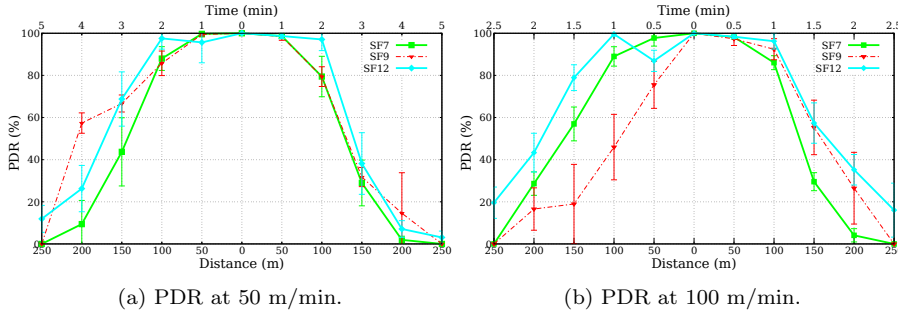 Time (min)
5 4 3 2 1 0 1 2 3 4 5
100
80
60
40
20
0
PDR (%)
SF7
SF9
SF12
250 200 150 100 50 0 50 100 150 200 250
Distance (m)
(a) PDR at 50 m/min.
Time (min)
2.5 2 1.5 1 0.5 0 0.5 1 1.5 2 2.5
100
80
60
40
20
0
PDR (%)
SF7
SF9
SF12
250 200 150 100 50 0 50 100 150 200 250
Distance (m)
(b) PDR at 100 m/min.